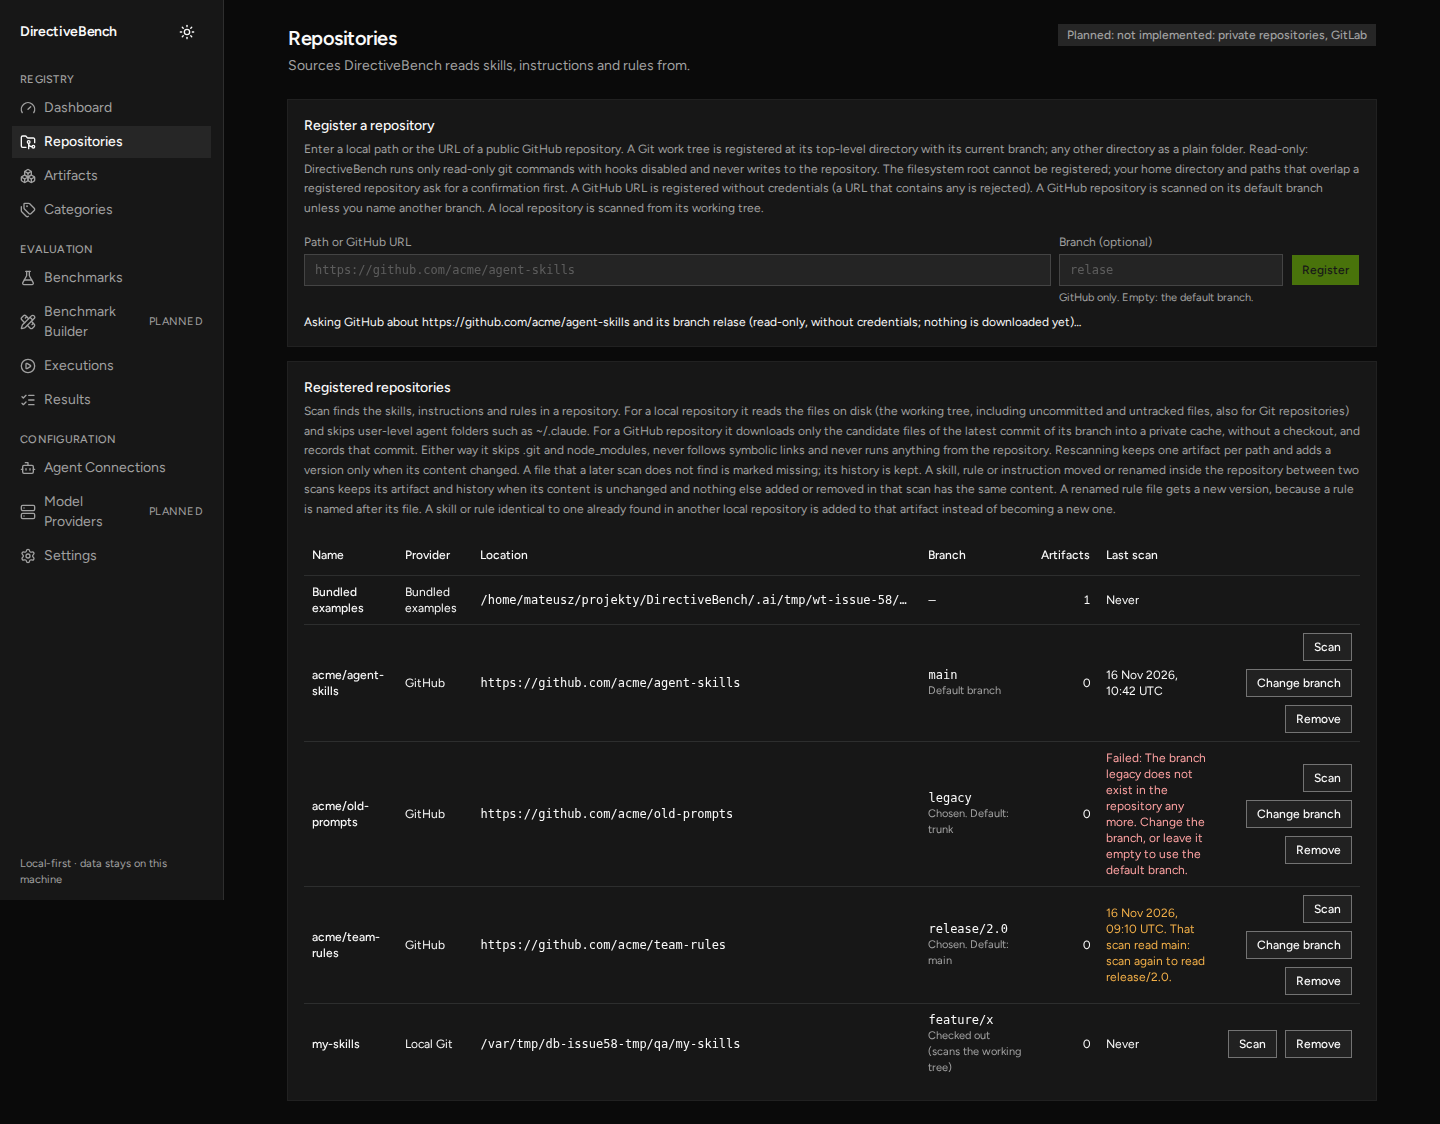 DirectiveBench
REGISTRY
Dashboard
Repositories
Artifacts
Categories
EVALUATION
Benchmarks
Benchmark
Builder
PLANNED
Executions
Results
CONFIGURATION
Agent Connections
Model
Providers
PLANNED
Settings
Local-first · data stays on this
machine
Repositories
Planned: not implemented: private repositories, GitLab
Sources DirectiveBench reads skills, instructions and rules from.
Register a repository
Enter a local path or the URL of a public GitHub repository. A Git work tree is registered at its top-level directory with its current branch; any other directory as a plain folder. Read-only:
DirectiveBench runs only read-only git commands with hooks disabled and never writes to the repository. The filesystem root cannot be registered; your home directory and paths that overlap a
registered repository ask for a confirmation first. A GitHub URL is registered without credentials (a URL that contains any is rejected). A GitHub repository is scanned on its default branch
unless you name another branch. A local repository is scanned from its working tree.
Path or GitHub URL
Branch (optional)
https://github.com/acme/agent-skills
relase
Register
GitHub only. Empty: the default branch.
Asking GitHub about https://github.com/acme/agent-skills and its branch relase (read-only, without credentials; nothing is downloaded yet)…
Registered repositories
Scan finds the skills, instructions and rules in a repository. For a local repository it reads the files on disk (the working tree, including uncommitted and untracked files, also for Git repositories)
and skips user-level agent folders such as ~/.claude. For a GitHub repository it downloads only the candidate files of the latest commit of its branch into a private cache, without a checkout, and
records that commit. Either way it skips .git and node_modules, never follows symbolic links and never runs anything from the repository. Rescanning keeps one artifact per path and adds a
version only when its content changed. A file that a later scan does not find is marked missing; its history is kept. A skill, rule or instruction moved or renamed inside the repository between two
scans keeps its artifact and history when its content is unchanged and nothing else added or removed in that scan has the same content. A renamed rule file gets a new version, because a rule
is named after its file. A skill or rule identical to one already found in another local repository is added to that artifact instead of becoming a new one.
Name
Provider
Location
Branch
Artifacts
Last scan
Bundled
examples
Bundled
examples
/home/mateusz/projekty/DirectiveBench/.ai/tmp/wt-issue-58/…
—
1
Never
acme/agent-
skills
GitHub
https://github.com/acme/agent-skills
main
Default branch
0
16 Nov 2026,
10:42 UTC
Scan
Change branch
Remove
acme/old-
prompts
GitHub
https://github.com/acme/old-prompts
legacy
Chosen. Default:
trunk
0
Failed: The branch
legacy does not
exist in the
repository any
more. Change the
branch, or leave it
empty to use the
default branch.
Scan
Change branch
Remove
acme/team-
rules
GitHub
https://github.com/acme/team-rules
release/2.0
Chosen. Default:
main
0
16 Nov 2026,
09:10 UTC. That
scan read main:
scan again to read
release/2.0.
Scan
Change branch
Remove
my-skills
Local Git
/var/tmp/db-issue58-tmp/qa/my-skills
feature/x
Checked out
(scans the working
tree)
0
Never
Scan
Remove